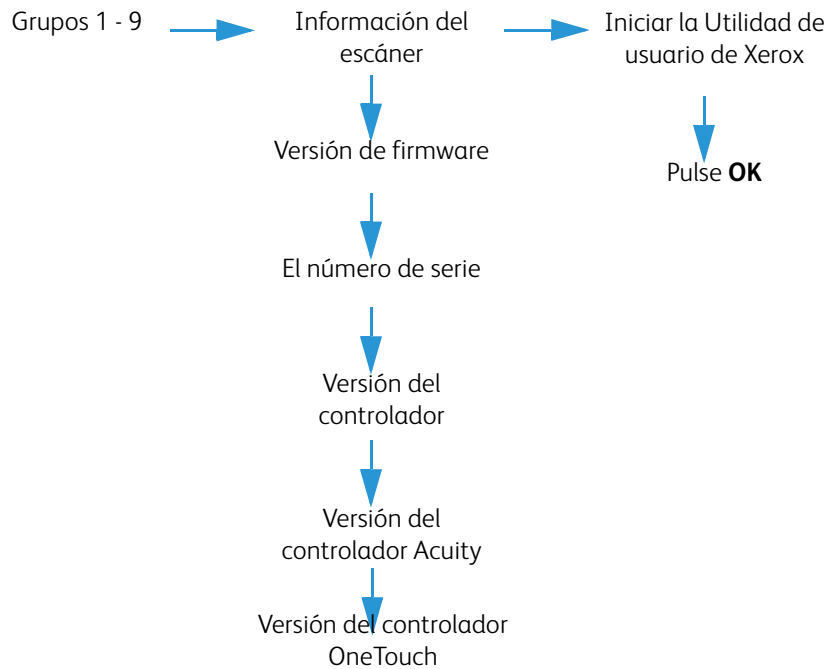 Grupos 1 - 9
Información del
escáner
Iniciar la Utilidad de
usuario de Xerox
Versión de firmware
Pulse OK
El número de serie
Versión del
controlador
Versión del
controlador Acuity
Versión del controlador
OneTouch